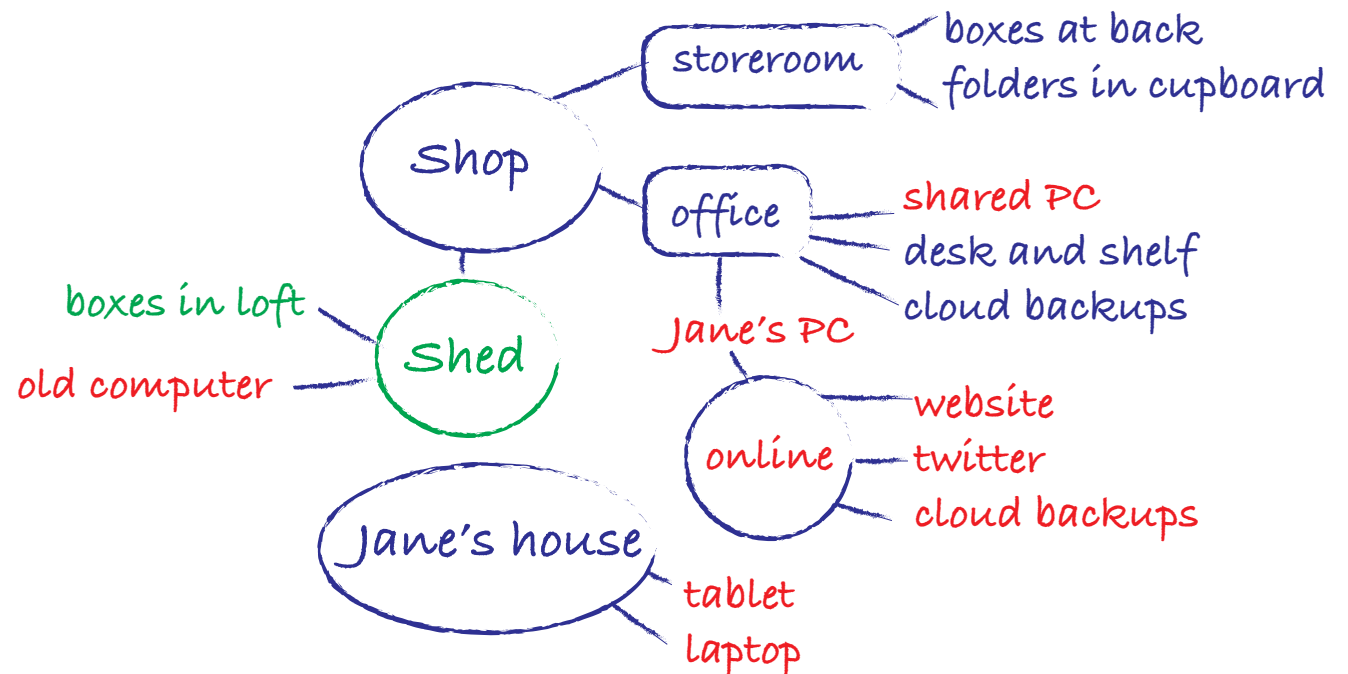 boxes at back
storeroom
folders in cupboard
Shop
shared PC
office
desk and shelf
cloud backups
boxes in loft
Jane's PC
Shed
old computer
website
online
twitter
cloud backups
Jane's house
tablet
laptop